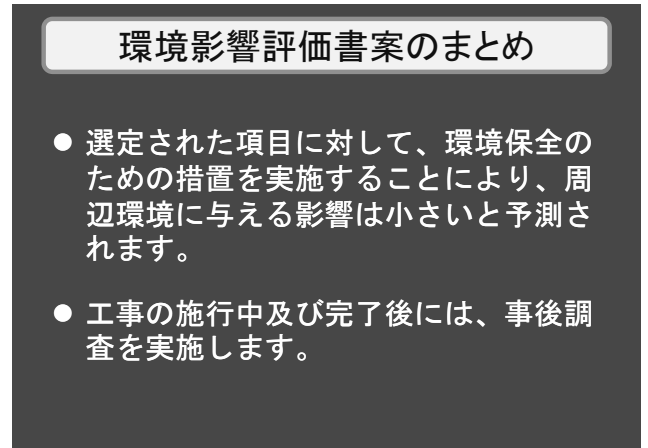 環境影響評価書案のまとめ
● 選定された項目に対して、環境保全の
ための措置を実施することにより、周
辺環境に与える影響は小さいと予測さ
れます。
● 工事の施行中及び完了後には、事後調
査を実施します。